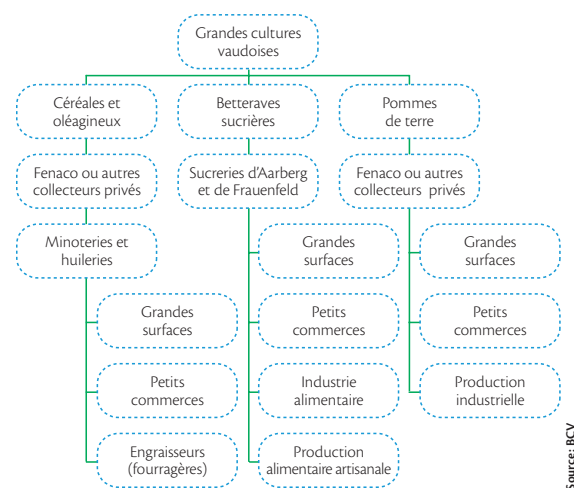 Grandes cultures
vaudoises
Céréales et
oléagineux
Betteraves
sucrières
Pommes
de terre
Fenaco ou autres
collecteurs privés
Sucreries d'Aarberg
et de Frauenfeld
Fenaco ou autres
collecteurs privés
Minoteries et
huileries
Grandes
surfaces
Grandes
surfaces
Grandes
surfaces
Petits
commerces
Petits
commerces
Petits
commerces
Industrie
alimentaire
Production
industrielle
Engraisseurs
(fourragères)
Production
alimentaire artisanale
Source: BCV